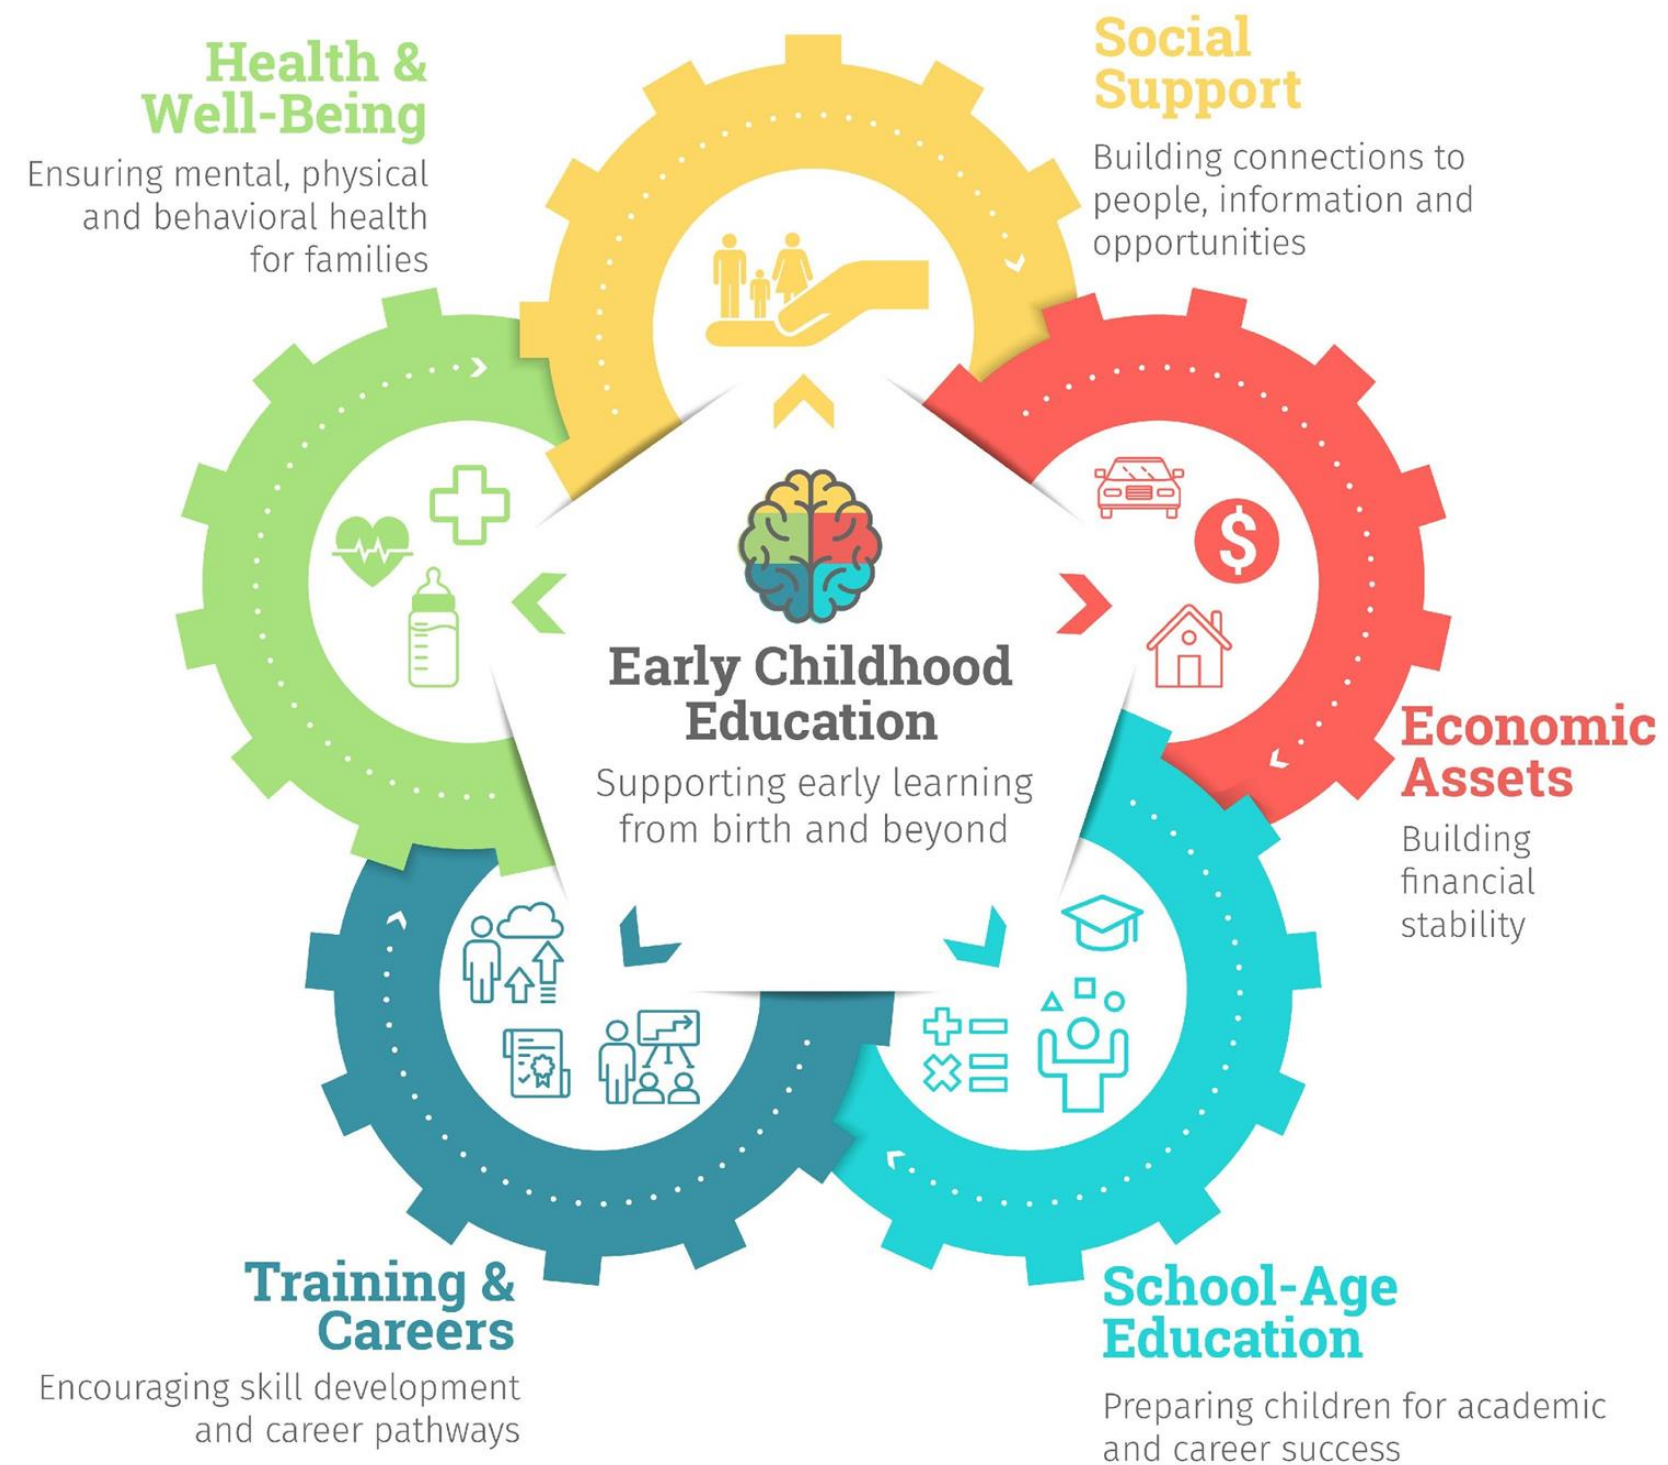 Health &
Well-Being
Ensuring mental, physical
and behavioral health
for families
Social
Support
Building connections to
people, information and
opportunities
$
Early Childhood
Education
Supporting early learning
from birth and beyond
Economic
Assets
Building
financial
stability
Training &
Careers
Encouraging skill development
and career pathways
School-Age
Education
Preparing children for academic
and career success